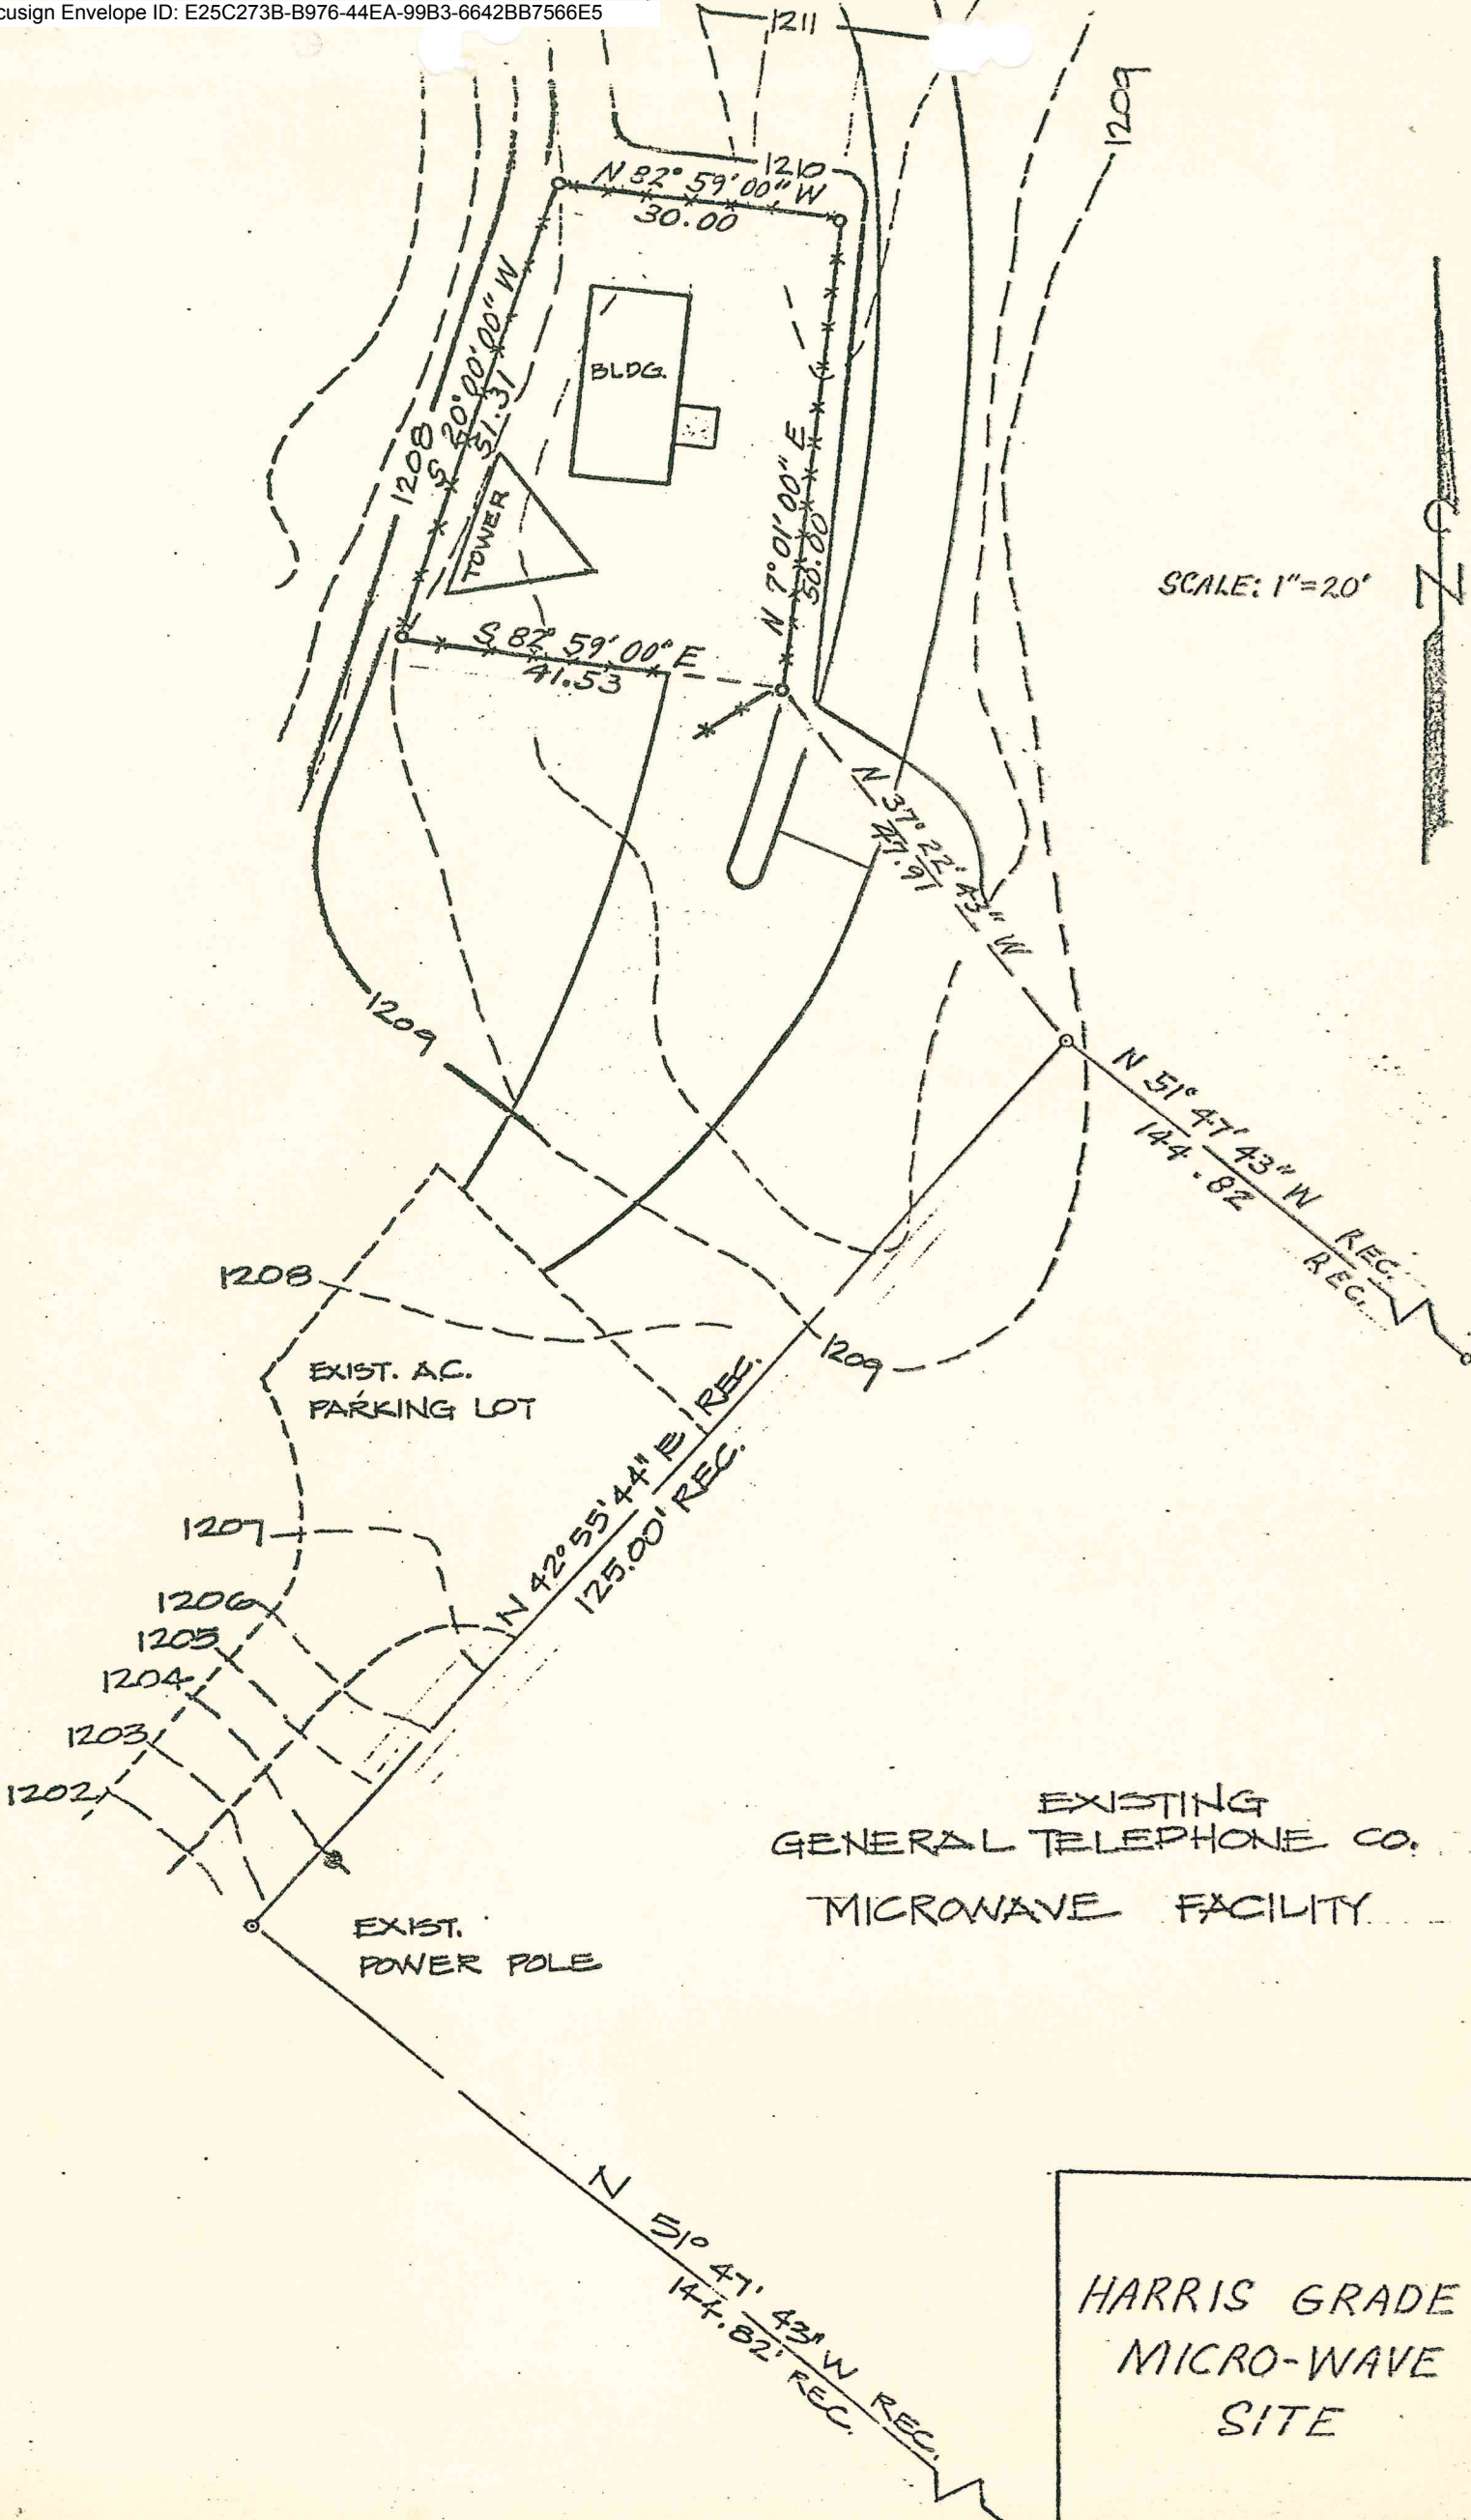 cusign Envelope ID: E25C273B-B976-44EA-99B3-6642BB7566E5
1211
1209
1210
N 82° 59' 00" W
30.00
S 20° 00' 00" W
51.31
1208
BLDG.
TOWER
N 7° 01' 00" E
50.00
SCALE: 1"=20'
N
S 82° 59' 00" E
41.53
N 37° 22' 43" W
47.97
1209
N 51° 47' 43" W REC.
144.82 REC.
1208
1209
EXIST. A.C.
PARKING LOT
N 42° 55' 44" E REC.
125.00' REC.
1207
1206
1205
1204
1203
1202
EXISTING
GENERAL TELEPHONE CO.
MICROWAVE FACILITY
EXIST.
POWER POLE
N 51° 47' 43" W REC.
144.82' REC.
HARRIS GRADE
MICRO-WAVE
SITE